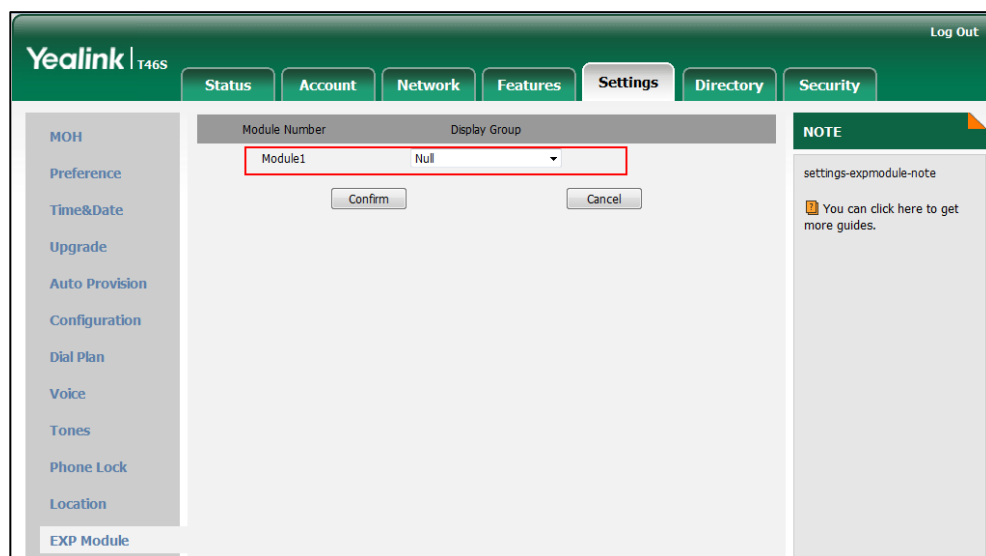 Log Out
Yealink | T46S
Status Account Network Features Settings Directory Security
MOH
Preference
Time&Date
Upgrade
Auto Provision
Configuration
Dial Plan
Voice
Tones
Phone Lock
Location
EXP Module
Module Number Display Group
Module1 Null
Confirm Cancel
NOTE
settings-expmodule-note
You can click here to get
more guides.